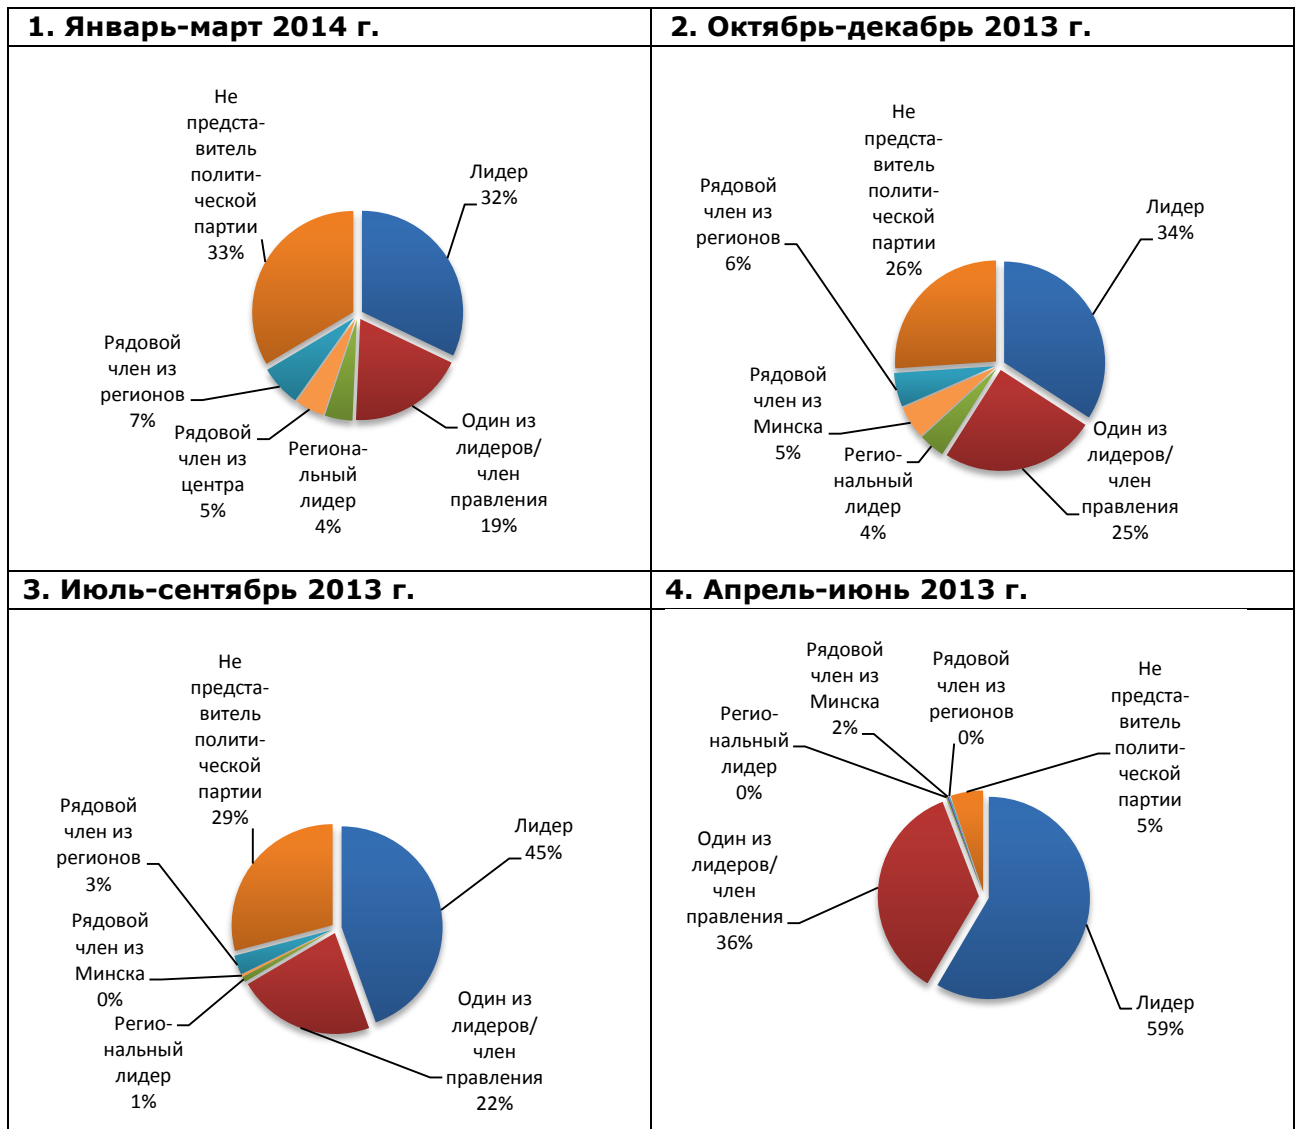 1. Январь-март 2014 г.
Не
предста-
витель
полити-
ческой
партии
33%
Лидер
32%
Рядовой
член из
регионов
7%
Рядовой
член из
центра
5%
Региона-
льный
лидер
4%
Один из
лидеров/
член
правления
19%
2. Октябрь-декабрь 2013 г.
Не
предста-
витель
полити-
ческой
партии
26%
Рядовой
член из
регионов
6%
Лидер
34%
Рядовой
член из
Минска
5%
Регио-
нальный
лидер
4%
Один из
лидеров/
член
правления
25%
3. Июль-сентябрь 2013 г.
Не
предста-
витель
полити-
ческой
партии
29%
Рядовой
член из
регионов
3%
Лидер
45%
Рядовой
член из
Минска
0%
Регио-
нальный
лидер
1%
Один из
лидеров/
член
правления
22%
4. Апрель-июнь 2013 г.
Рядовой
член из
Минска
2%
Рядовой
член из
регионов
0%
Не
предста-
витель
полити-
ческой
партии
5%
Регио-
нальный
лидер
0%
Один из
лидеров/
член
правления
36%
Лидер
59%